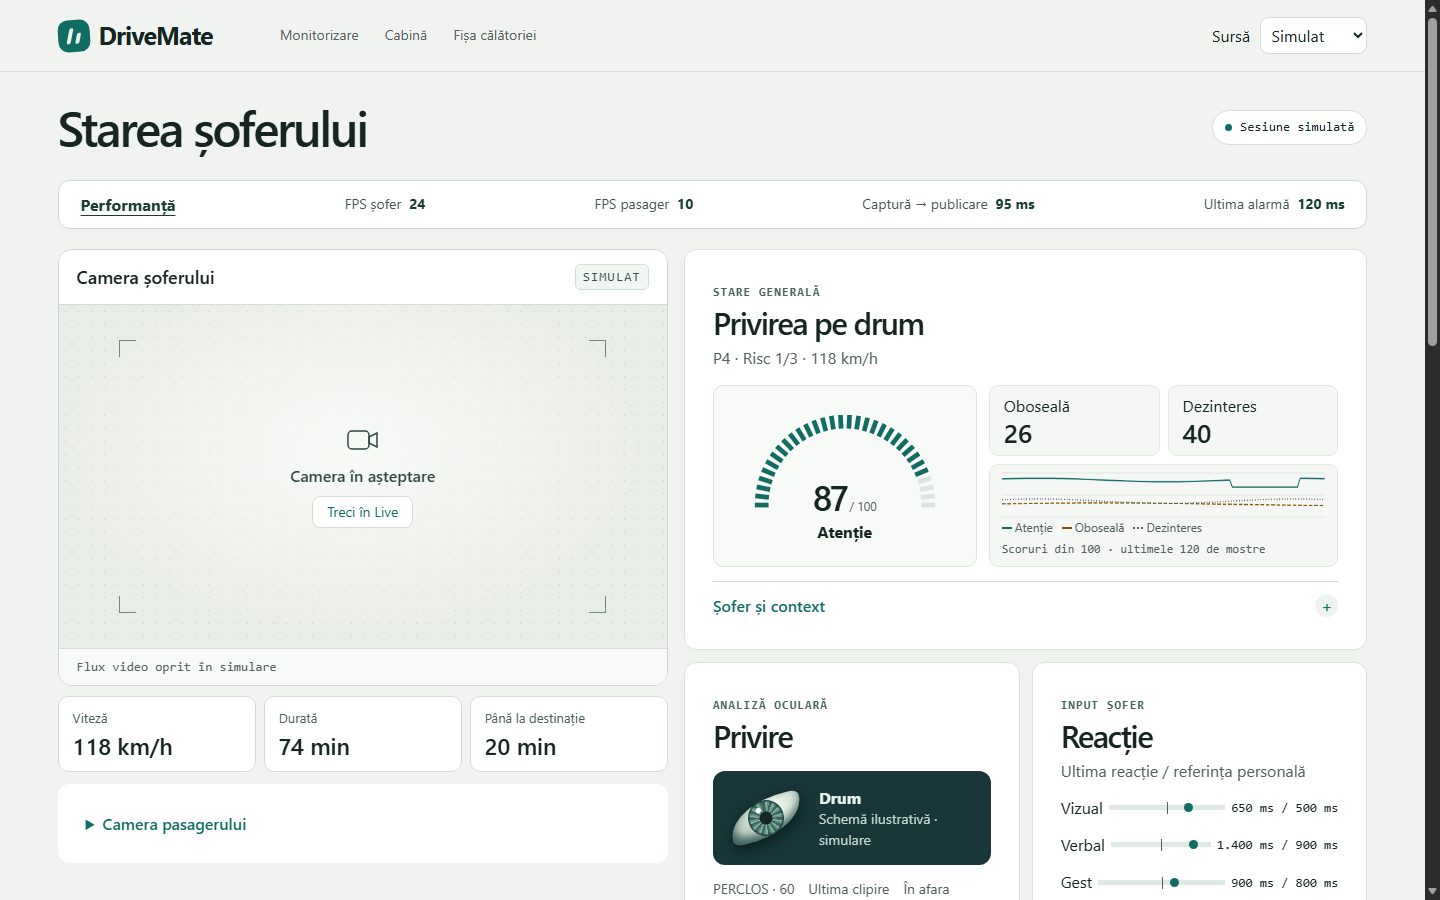 DriveMate
Monitorizare
Cabină
Fișa călătoriei
Sursă
Simulat
Starea șoferului
Sesiune simulată
Performanță
FPS șofer 24
FPS pasager 10
Captură → publicare 95 ms
Ultima alarmă 120 ms
Camera șoferului
SIMULAT
Camera în așteptare
Treci în Live
Flux video oprit în simulare
Viteză
118 km/h
Durată
74 min
Până la destinație
20 min
Camera pasagerului
STARE GENERALĂ
Privirea pe drum
P4 · Risc 1/3 · 118 km/h
87 / 100
Atenție
Oboseală
26
Dezinteres
40
Atenție Oboseală Dezinteres
Scoruri din 100 · ultimele 120 de mostre
Șofer și context
+
ANALIZĂ OCULARĂ
Privire
Drum
Schemă ilustrativă ·
simulare
PERCLOS · 60 Ultima clipire În afara
INPUT ȘOFER
Reacție
Ultima reacție / referința personală
Vizual 650 ms / 500 ms
Verbal 1.400 ms / 900 ms
Gest 900 ms / 800 ms